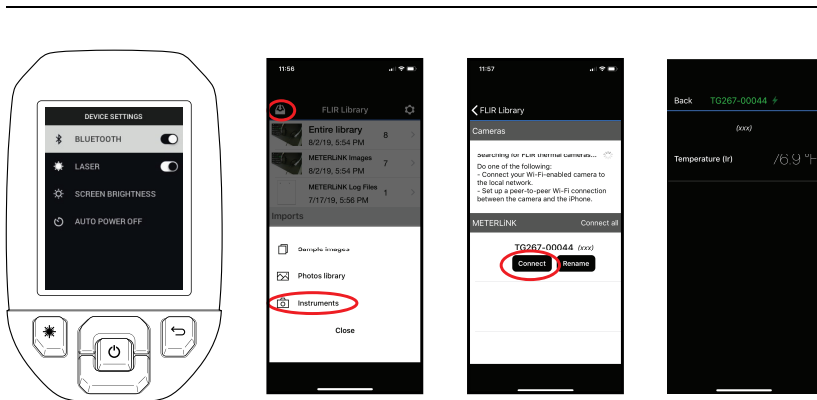 DEVICE SETTINGS
BLUETOOTH
LASER
SCREEN BRIGHTNESS
AUTO POWER OFF
11:56
FLIR Library
Entire library
8/2/19, 5:54 PM
8
METERLiNK Images
8/2/19, 5:54 PM
7
METERLiNK Log Files
7/17/19, 5:56 PM
1
Imports
Sample images
Photos library
Instruments
Close
11:57
FLIR Library
Cameras
Searching for FLIR thermal cameras...
Do one of the following:
- Connect your Wi-Fi-enabled camera to
the local network.
- Set up a peer-to-peer Wi-Fi connection
between the camera and the iPhone.
METERLiNK
Connect all
TG267-00044 (xxx)
Connect
Rename
Back
TG267-00044
(xxx)
Temperature (Ir)
76.9 °F